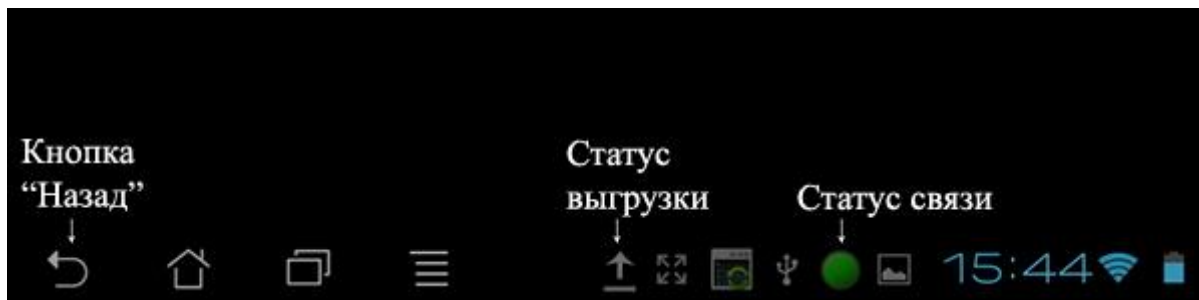 Кнопка
“Назад”
Статус
выгрузки
Статус связи
15:44